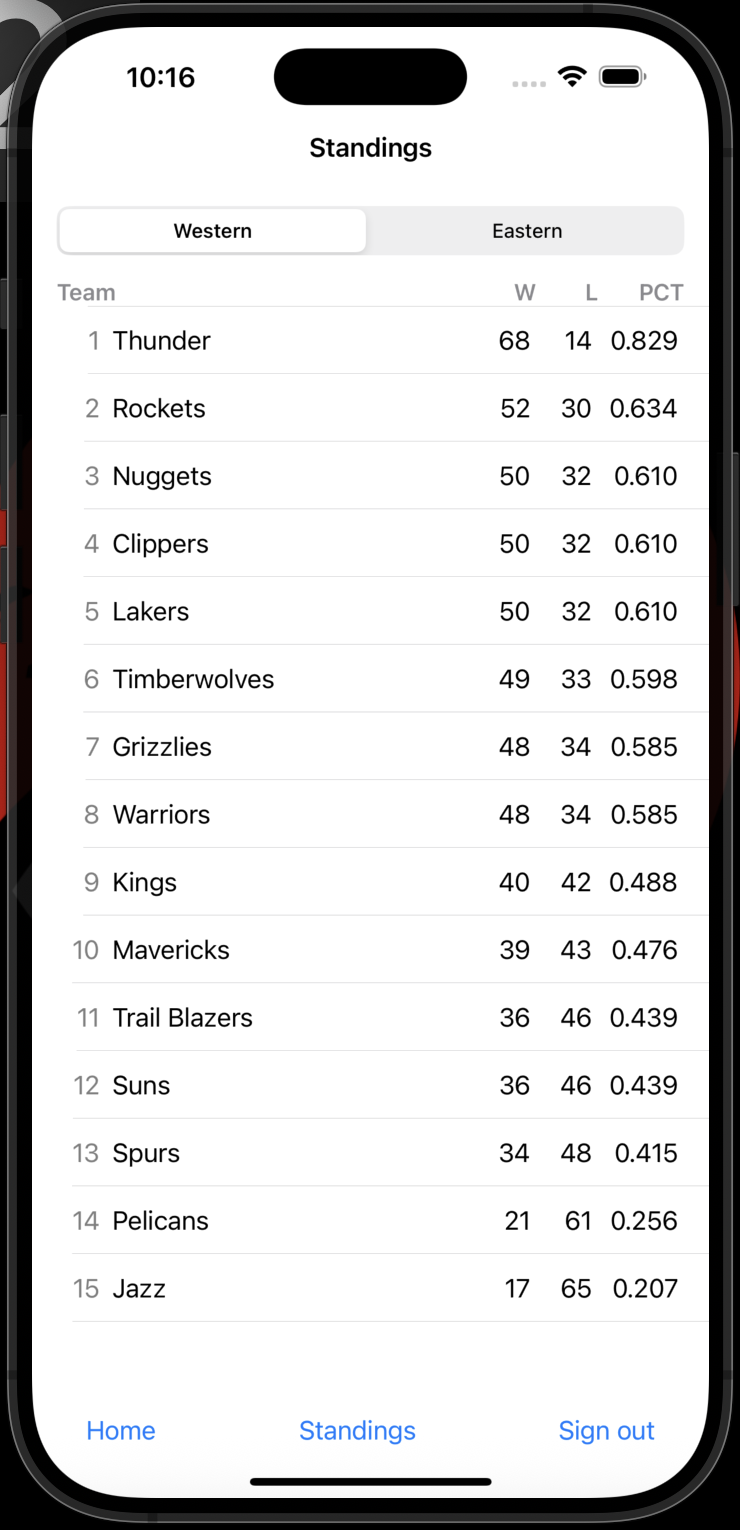 10:16
Standings
Western Eastern
Team W L PCT
1 Thunder 68 14 0.829
2 Rockets 52 30 0.634
3 Nuggets 50 32 0.610
4 Clippers 50 32 0.610
5 Lakers 50 32 0.610
6 Timberwolves 49 33 0.598
7 Grizzlies 48 34 0.585
8 Warriors 48 34 0.585
9 Kings 40 42 0.488
10 Mavericks 39 43 0.476
11 Trail Blazers 36 46 0.439
12 Suns 36 46 0.439
13 Spurs 34 48 0.415
14 Pelicans 21 61 0.256
15 Jazz 17 65 0.207
Home Standings Sign out